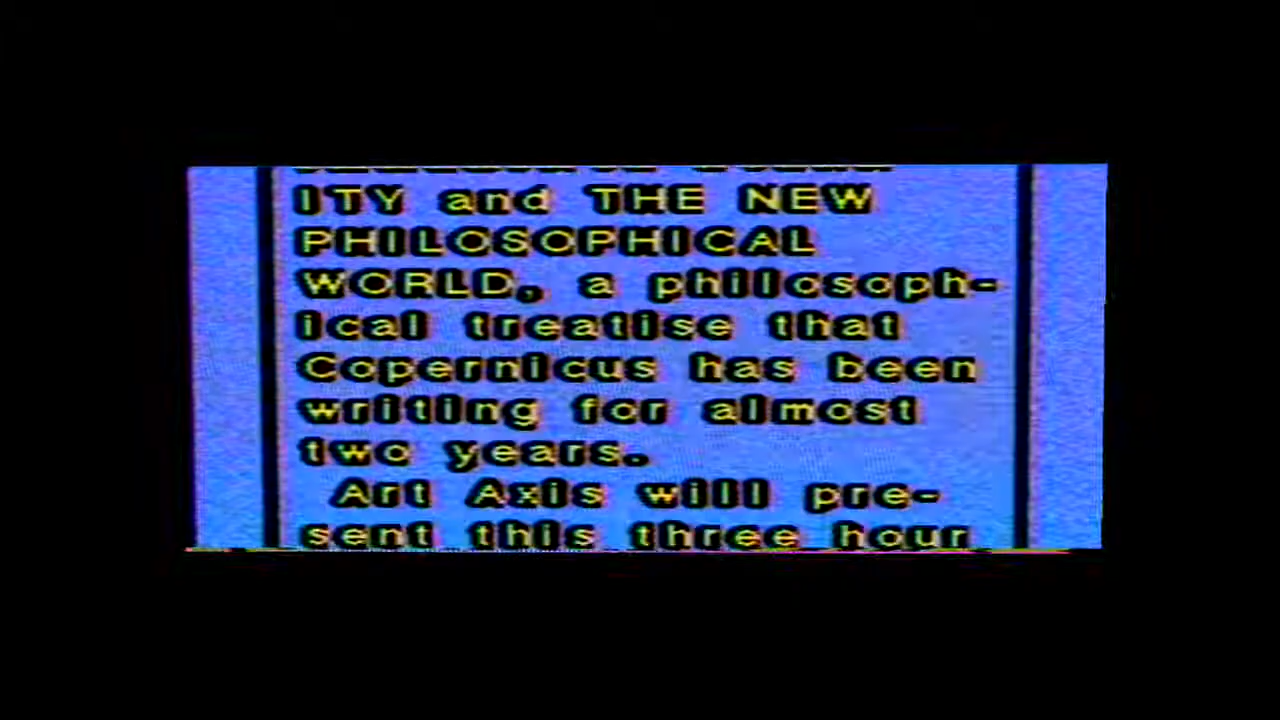 ITY and THE NEW
PHILOSOPHICAL
WORLD, a philosoph-
ical treatise that
Copernicus has been
writing for almost
two years.
Art Axis will pre-
sent this three hour